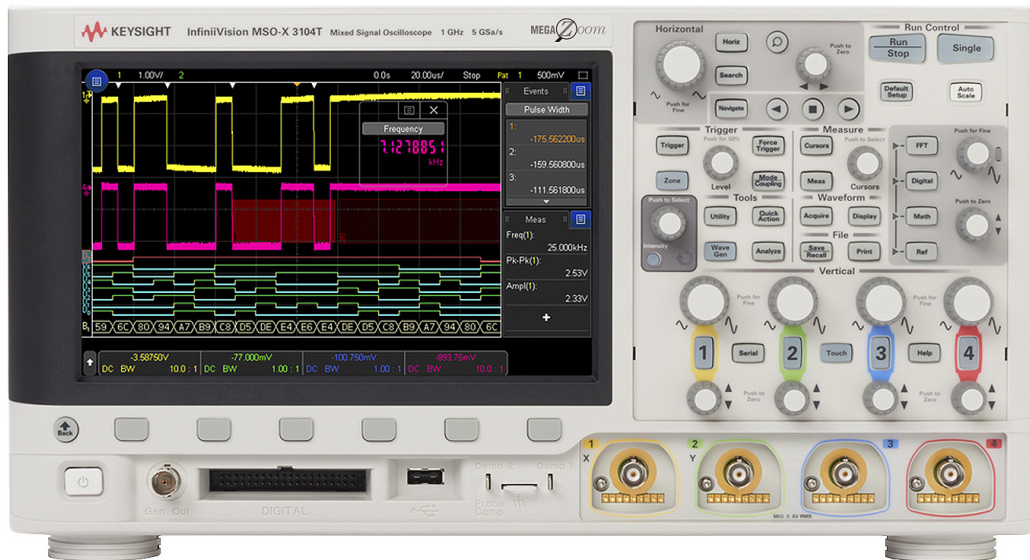 KEYSIGHT InfiniiVision MSO-X 3104T Mixed Signal Oscilloscope 1 GHz 5 GSa/s MEGA Zoom
1 1.00V/ 2 0.0s 20.00us/ Stop Pat 1 500mV
Events
Pulse Width
1:
-175.562200us
2:
-159.560800us
3:
-111.561800us
Frequency
7.1278851
kHz
Meas
Freq(1):
25.000kHz
Pk-Pk(1):
2.53V
Ampl(1):
2.33V
+
B1 59 6C 80 94 A7 B9 C8 D5 DE E4 E6 E4 DE D5 C8 B9 A7 94 80 6C
-3.58750V -77.000mV -100.750mV -893.75mV
DC BW 10.0 : 1 DC BW 1.00 : 1 DC BW 1.00 : 1 DC BW 10.0 : 1
Back
Gen Out
DIGITAL
Demo 2 Demo 1
Probe
Comp
Horizontal
Horiz
Search
Navigate
Push for
Fine
Push to
Zero
Run Control
Run
Stop
Single
Default
Setup
Auto
Scale
Trigger
Trigger
Push for 50%
Force
Trigger
Zone
Level
Mode
Coupling
Measure
Cursors
Push to Select
Meas
Cursors
Push for Fine
FFT
Digital
Push to Zero
Math
Ref
Push to Select
Intensity
Tools
Utility
Quick
Action
Wave
Gen
Analyze
Waveform
Acquire
Display
File
Save
Recall
Print
Vertical
Push for
Fine
Push for
Fine
1 Serial 2 Touch 3 Help 4
Push to
Zero
Push to
Zero
1 2 3 4
X Y